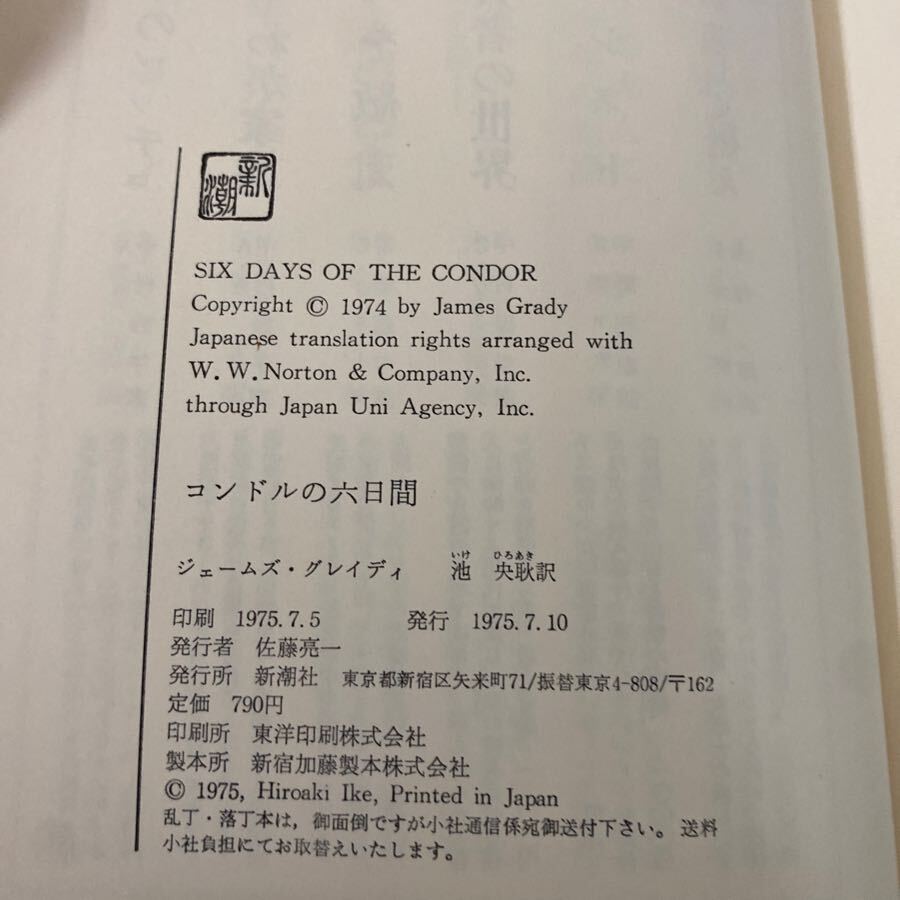 新潮
SIX DAYS OF THE CONDOR
Copyright © 1974 by James Grady
Japanese translation rights arranged with
W. W. Norton & Company, Inc.
through Japan Uni Agency, Inc.
コンドルの六日間
いけ ひろあき
ジェームズ・グレイディ 池 央耿訳
印刷 1975.7.5 発行 1975.7.10
発行者 佐藤亮一
発行所 新潮社 東京都新宿区矢来町71/振替東京4-808/〒162
定価 790円
印刷所 東洋印刷株式会社
製本所 新宿加藤製本株式会社
© 1975, Hiroaki Ike, Printed in Japan
乱丁・落丁本は，御面倒ですが小社通信係宛御送付下さい。送料
小社負担にてお取替えいたします。